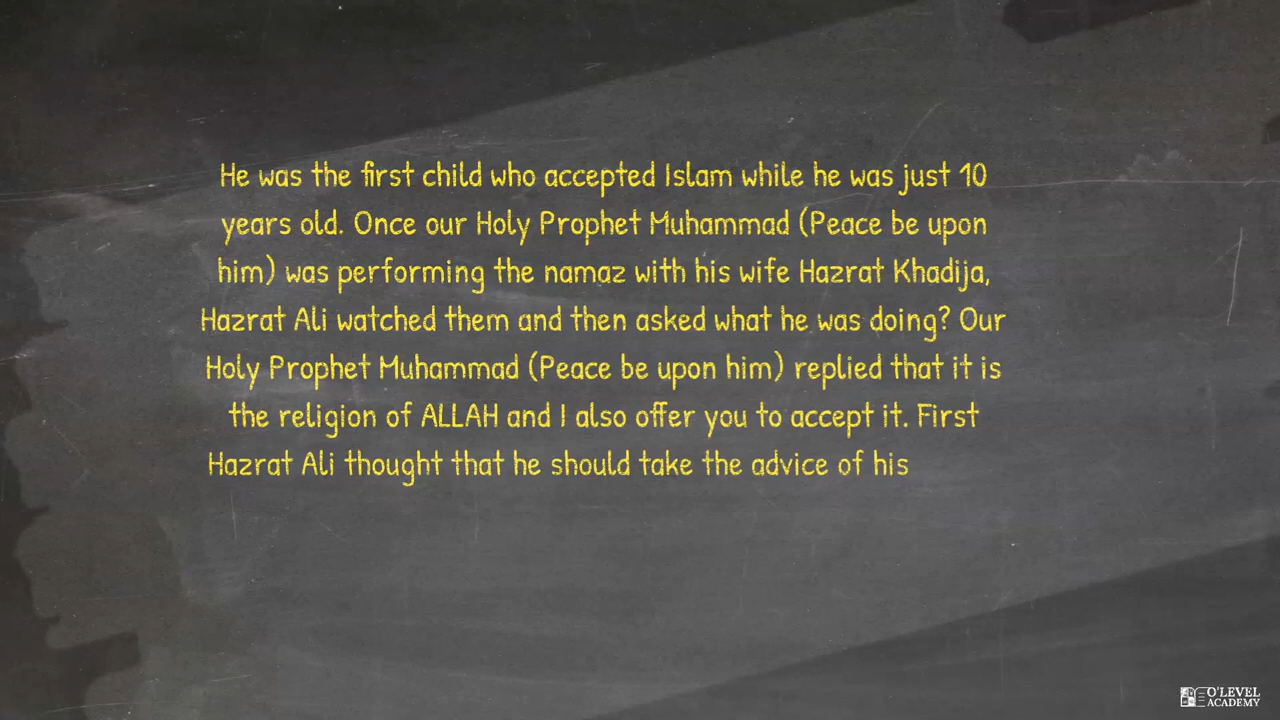 He was the first child who accepted Islam while he was just 10
years old. Once our Holy Prophet Muhammad (Peace be upon
him) was performing the namaz with his wife Hazrat Khadija,
Hazrat Ali watched them and then asked what he was doing? Our
Holy Prophet Muhammad (Peace be upon him) replied that it is
the religion of ALLAH and I also offer you to accept it. First
Hazrat Ali thought that he should take the advice of his
O'LEVEL
ACADEMY